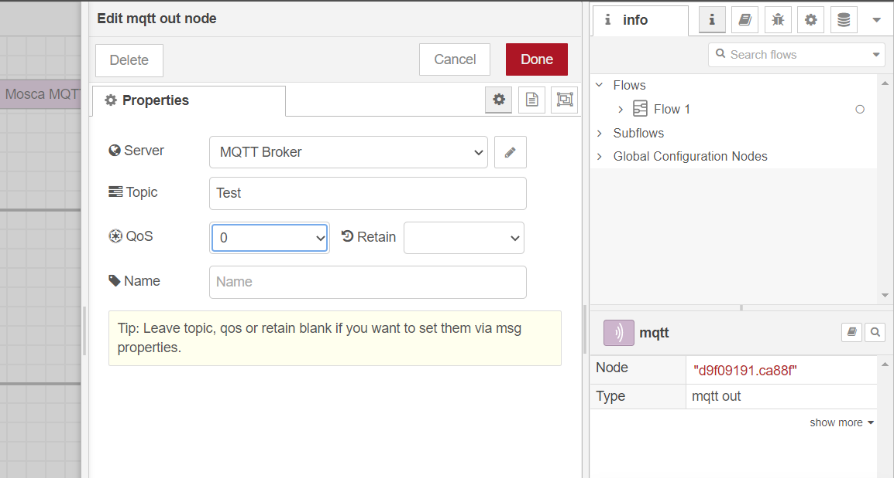 Edit mqtt out node
Delete
Cancel
Done
Properties
Mosca MQT
Server
MQTT Broker
Topic
Test
QoS
0
Retain
Name
Name
Tip: Leave topic, qos or retain blank if you want to set them via msg
properties.
info
Search flows
Flows
Flow 1
Subflows
Global Configuration Nodes
mqtt
Node
"d9f09191.ca88f"
Type
mqtt out
show more